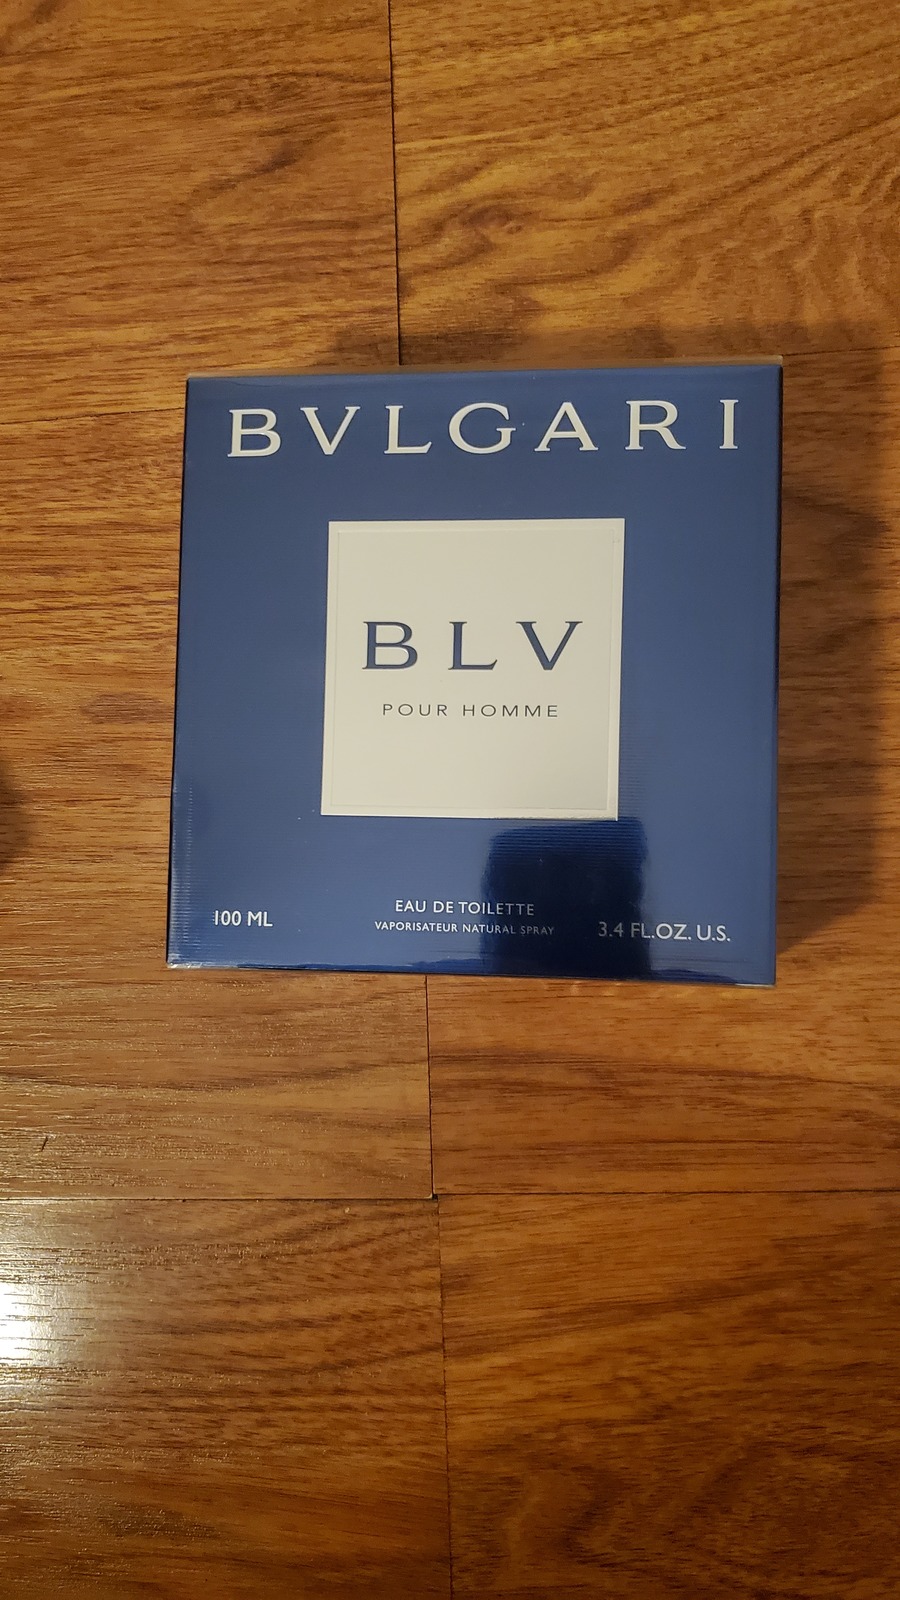 BVLGARI
BLV
POUR HOMME
EAU DE TOILETTE
100 ML
VAPORISATEUR NATURAL SPRAY
3.4 FL.OZ. U.S.